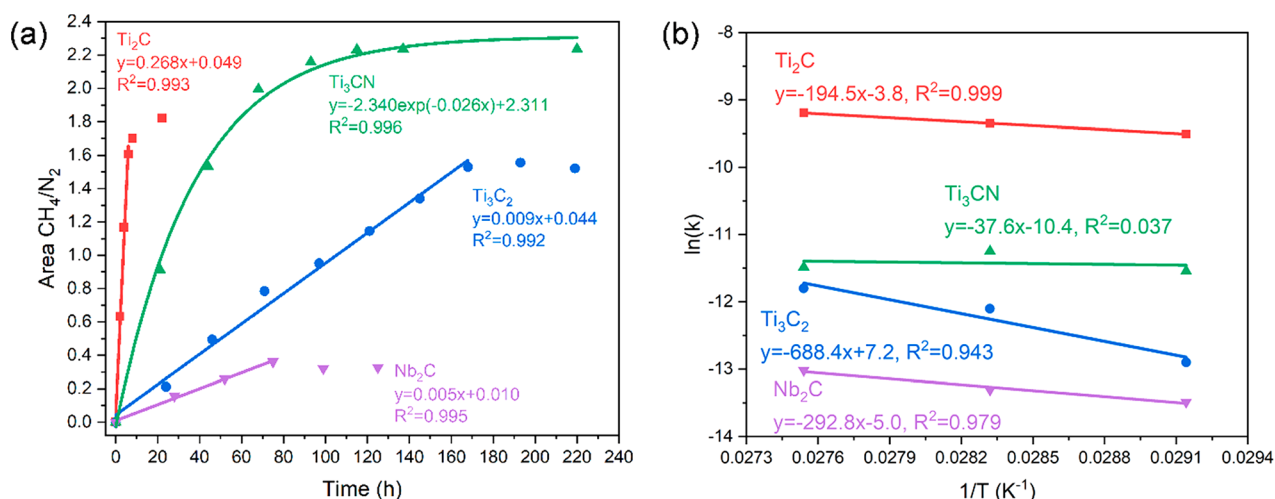 (a)
Area CH₄/N₂
2.4
2.2
2.0
1.8
1.6
1.4
1.2
1.0
0.8
0.6
0.4
0.2
0.0
Ti₂C
y=0.268x+0.049
R²=0.993
Ti₃CN
y=-2.340exp(-0.026x)+2.311
R²=0.996
Ti₃C₂
y=0.009x+0.044
R²=0.992
Nb₂C
y=0.005x+0.010
R²=0.995
0 20 40 60 80 100 120 140 160 180 200 220 240
Time (h)
(b)
ln(k)
-8
-9
-10
-11
-12
-13
-14
Ti₂C
y=-194.5x-3.8, R²=0.999
Ti₃CN
y=-37.6x-10.4, R²=0.037
Ti₃C₂
y=-688.4x+7.2, R²=0.943
Nb₂C
y=-292.8x-5.0, R²=0.979
0.0273 0.0276 0.0279 0.0282 0.0285 0.0288 0.0291 0.0294
1/T (K⁻¹)